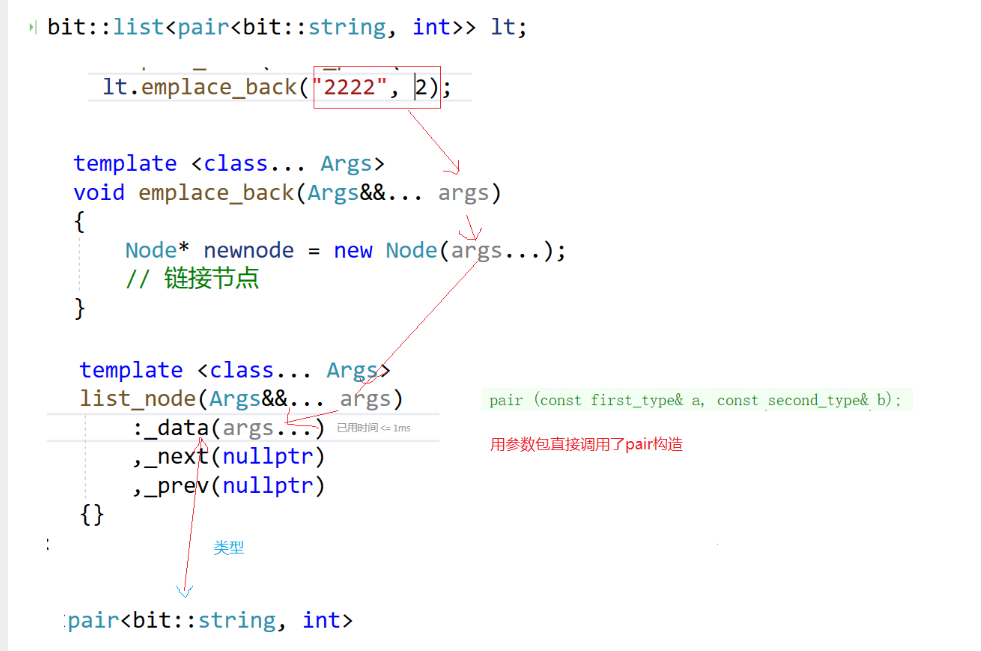 bit::list<pair<bit::string, int>> lt;
lt.emplace_back("2222", 2);
template <class... Args>
void emplace_back(Args&&... args)
{
Node* newnode = new Node(args...);
// 链接节点
}
template <class... Args>
list_node(Args&&... args)
:_data(args...) 已用时间 <= 1ms
,_next(nullptr)
,_prev(nullptr)
{}
pair (const first_type& a, const second_type& b);
用参数包直接调用了pair构造
类型
pair<bit::string, int>